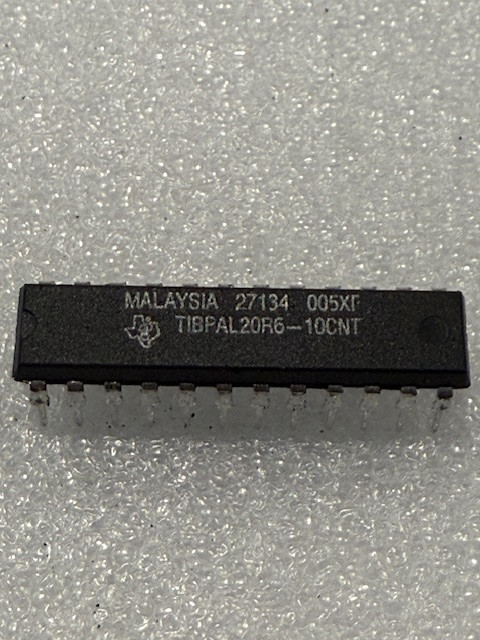 MALAYSIA 27134 005XF
TIBPAL20R6-10CNT